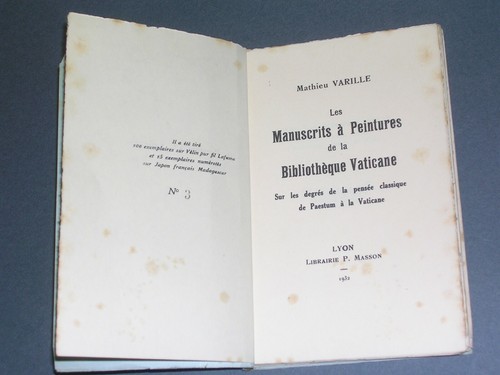 Il a été tiré
100 exemplaires sur Vélin pur fil Lafuma
et 25 exemplaires numérotés
sur Japon français Madagascar
N° 3
Mathieu VARILLE
Les
Manuscrits à Peintures
de la
Bibliothèque Vaticane
Sur les degrés de la pensée classique
de Paestum à la Vaticane
LYON
LIBRAIRIE P. MASSON
1932